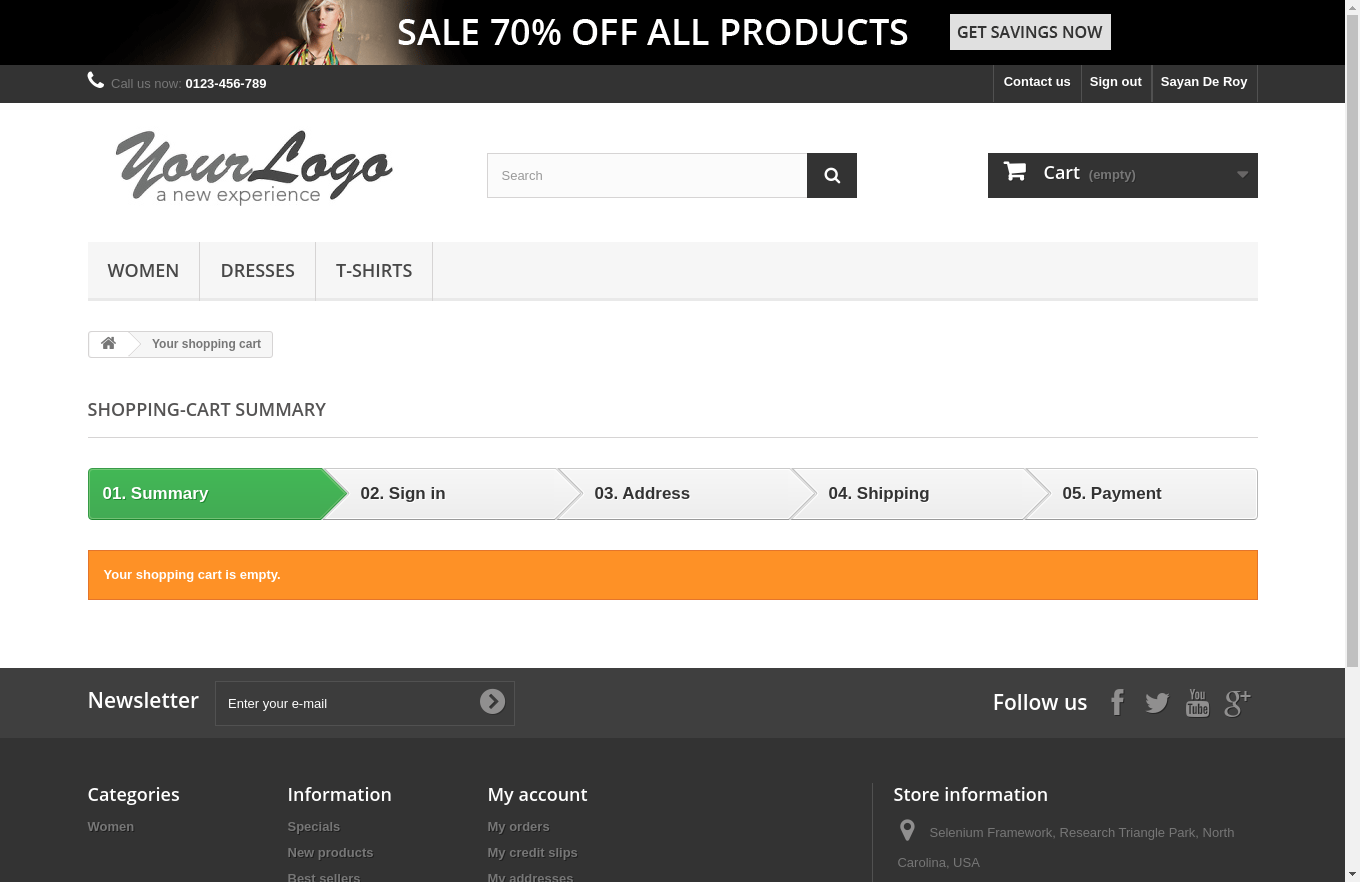 SALE 70% OFF ALL PRODUCTS GET SAVINGS NOW
Call us now: 0123-456-789 Contact us Sign out Sayan De Roy
YourLogo
a new experience
Search
Cart (empty)
WOMEN DRESSES T-SHIRTS
Your shopping cart
SHOPPING-CART SUMMARY
01. Summary 02. Sign in 03. Address 04. Shipping 05. Payment
Your shopping cart is empty.
Newsletter Enter your e-mail Follow us You Tube
Categories Information My account Store information
Women Specials My orders Selenium Framework, Research Triangle Park, North
New products My credit slips Carolina, USA
Best sellers My addresses